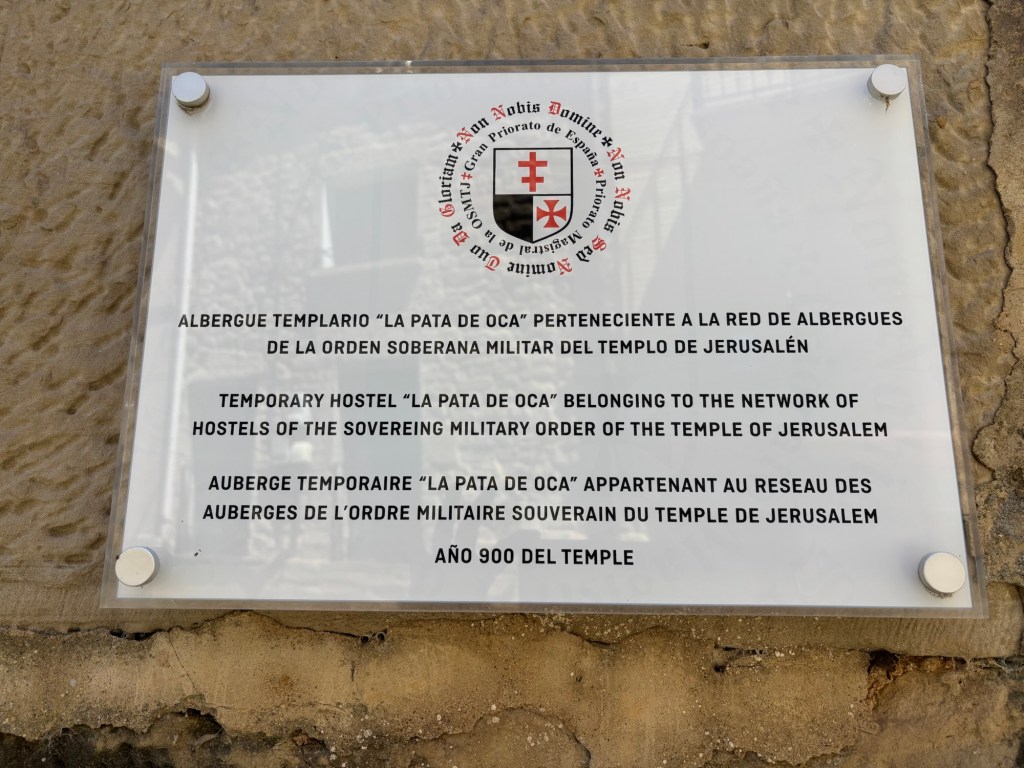 ✠ Non Nobis Domine ✠ Non Nobis Sed Nomine Tuo Da Gloriam
‡ Gran Priorato de España ✠ Priorato Magistral de la OSMTJ
ALBERGUE TEMPLARIO “LA PATA DE OCA” PERTENECIENTE A LA RED DE ALBERGUES
DE LA ORDEN SOBERANA MILITAR DEL TEMPLO DE JERUSALÉN
TEMPORARY HOSTEL “LA PATA DE OCA” BELONGING TO THE NETWORK OF
HOSTELS OF THE SOVEREING MILITARY ORDER OF THE TEMPLE OF JERUSALEM
AUBERGE TEMPORAIRE “LA PATA DE OCA” APPARTENANT AU RESEAU DES
AUBERGES DE L’ORDRE MILITAIRE SOUVERAIN DU TEMPLE DE JERUSALEM
AÑO 900 DEL TEMPLE